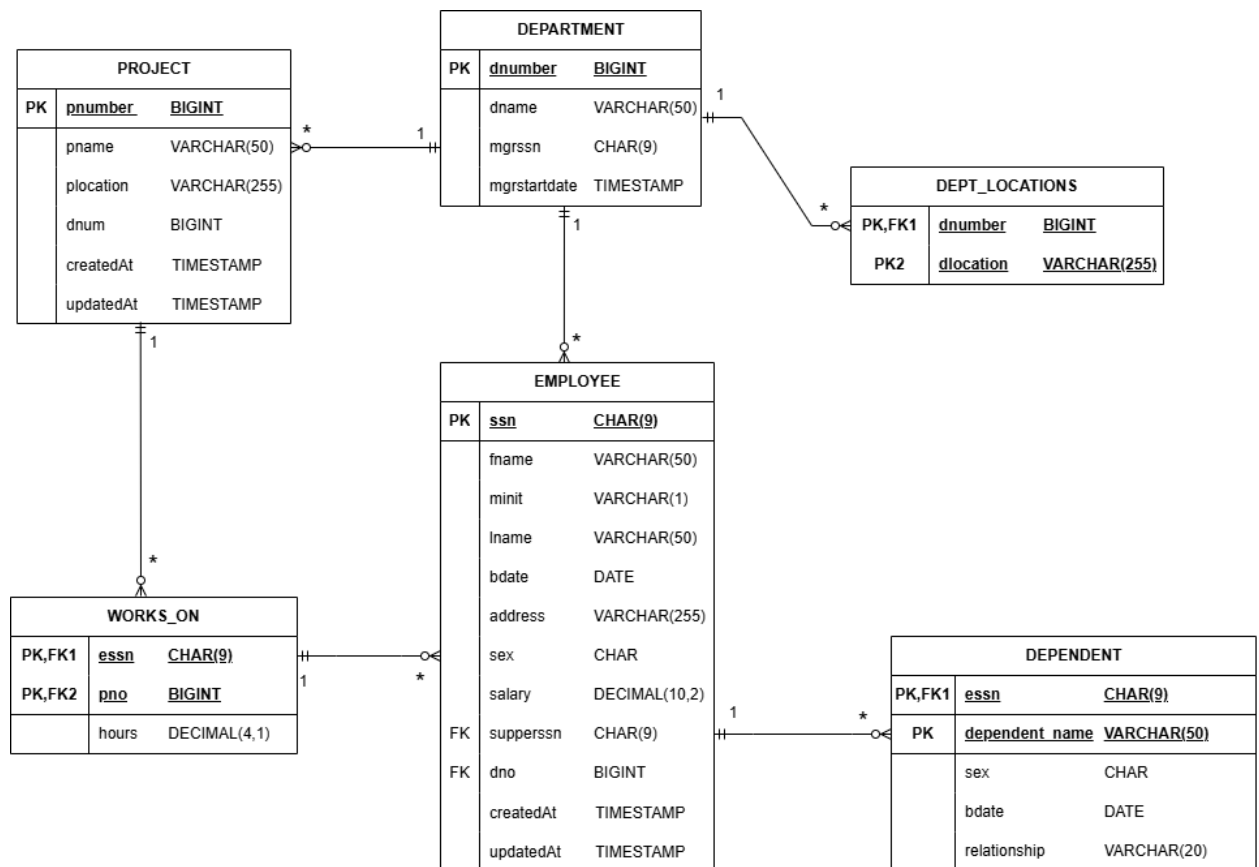 DEPARTMENT
PK dnumber BIGINT
dname VARCHAR(50)
mgrssn CHAR(9)
mgrstartdate TIMESTAMP
PROJECT
PK pnumber BIGINT
pname VARCHAR(50)
plocation VARCHAR(255)
dnum BIGINT
createdAt TIMESTAMP
updatedAt TIMESTAMP
* 1
1
*
DEPT_LOCATIONS
PK,FK1 dnumber BIGINT
PK2 dlocation VARCHAR(255)
1
*
1
*
EMPLOYEE
PK ssn CHAR(9)
fname VARCHAR(50)
minit VARCHAR(1)
lname VARCHAR(50)
bdate DATE
address VARCHAR(255)
sex CHAR
salary DECIMAL(10,2)
FK supperssn CHAR(9)
FK dno BIGINT
createdAt TIMESTAMP
updatedAt TIMESTAMP
WORKS_ON
PK,FK1 essn CHAR(9)
PK,FK2 pno BIGINT
hours DECIMAL(4,1)
1 *
1 *
DEPENDENT
PK,FK1 essn CHAR(9)
PK dependent_name VARCHAR(50)
sex CHAR
bdate DATE
relationship VARCHAR(20)